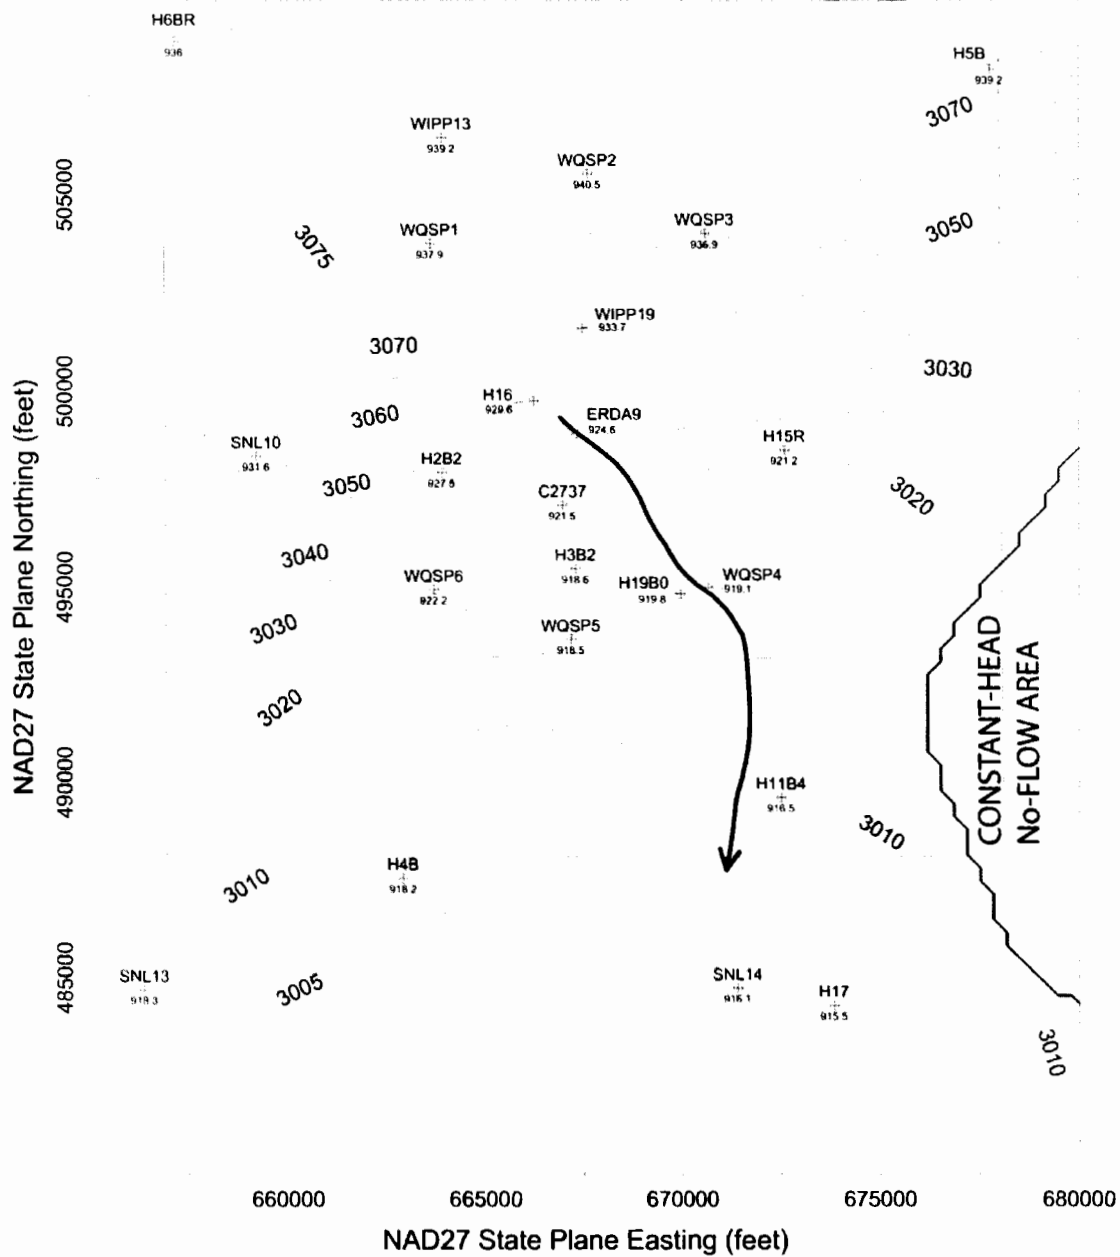 H6BR
936
H5B
939.2
3070
WIPP13
939.2
WQSP2
940.5
505000
WQSP3
936.9
3050
WQSP1
937.9
3075
WIPP19
933.7
3070
3030
500000
H16
929.6
3060
ERDA9
924.6
H15R
921.2
SNL10
931.6
H2B2
927.5
3050
C2737
921.5
3020
3040
H3B2
918.6
WQSP6
922.2
H19B0
919.8
WQSP4
919.1
495000
3030
WQSP5
918.5
CONSTANT-HEAD
No-FLOW AREA
3020
NAD27 State Plane Northing (feet)
490000
H11B4
916.5
3010
H4B
918.2
3010
485000
SNL13
918.3
3005
SNL14
916.1
H17
915.5
3010
660000 665000 670000 675000 680000
NAD27 State Plane Easting (feet)